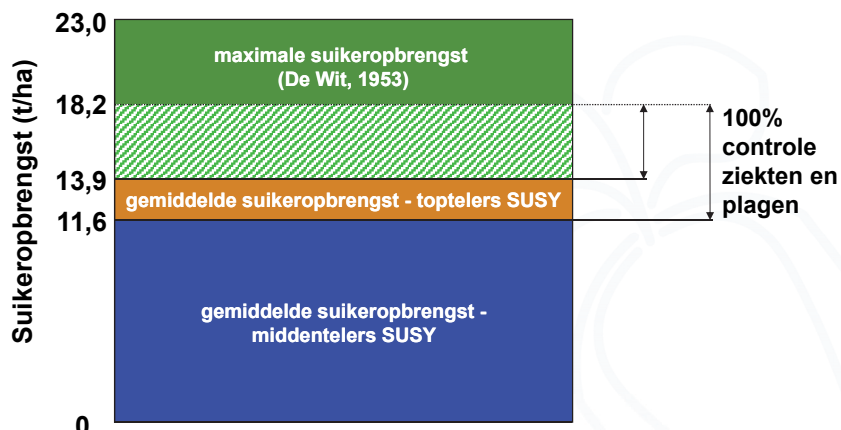 Suikeropbrengst (t/ha)
23,0
18,2
13,9
11,6
0
maximale suikeropbrengst
(De Wit, 1953)
gemiddelde suikeropbrengst - toptelers SUSY
gemiddelde suikeropbrengst -
middentelers SUSY
100%
controle
ziekten en
plagen